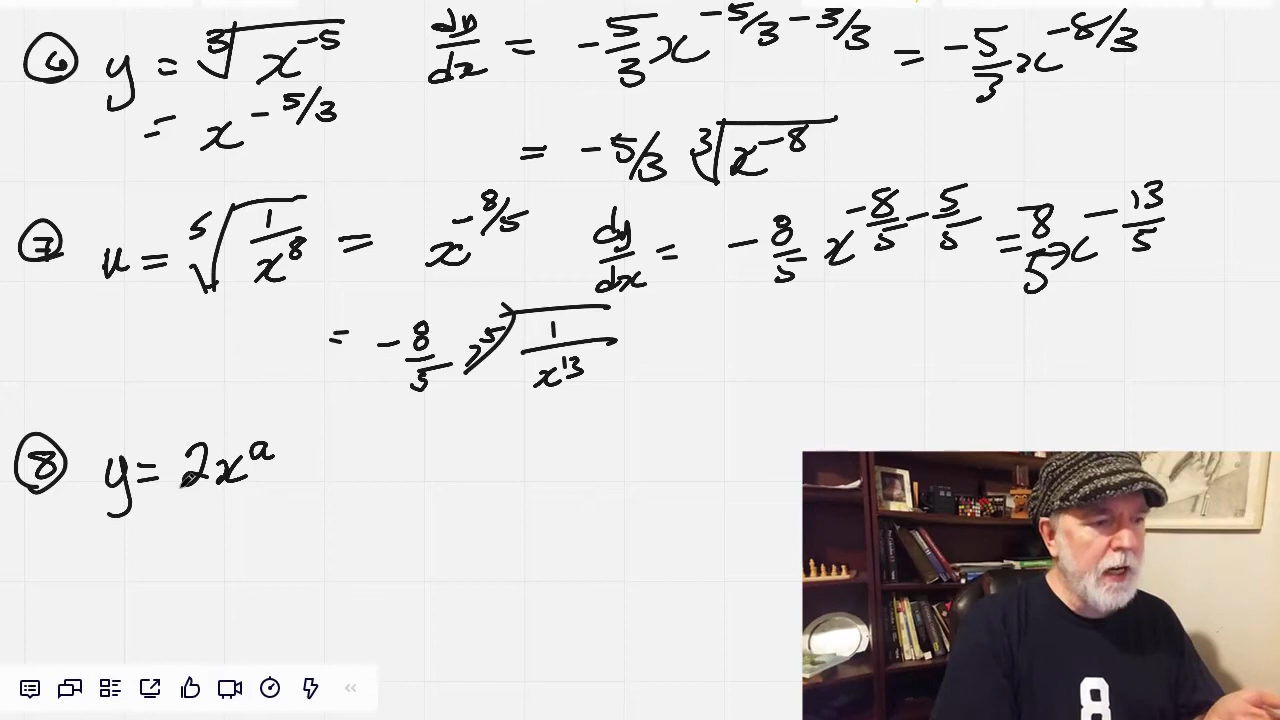 ⑥ y = ∛(x^-5) dy/dx = -5/3 x^(-5/3 - 3/3) = -5/3 x^(-8/3)
= x^(-5/3)
= -5/3 ∛(x^-8)
⑦ u = ⁵√(1/x^8) = x^(-8/5) dy/dx = -8/5 x^(-8/5 - 5/5) = -8/5 x^(-13/5)
= -8/5 ⁵√(1/x^13)
⑧ y = 2x^a
8